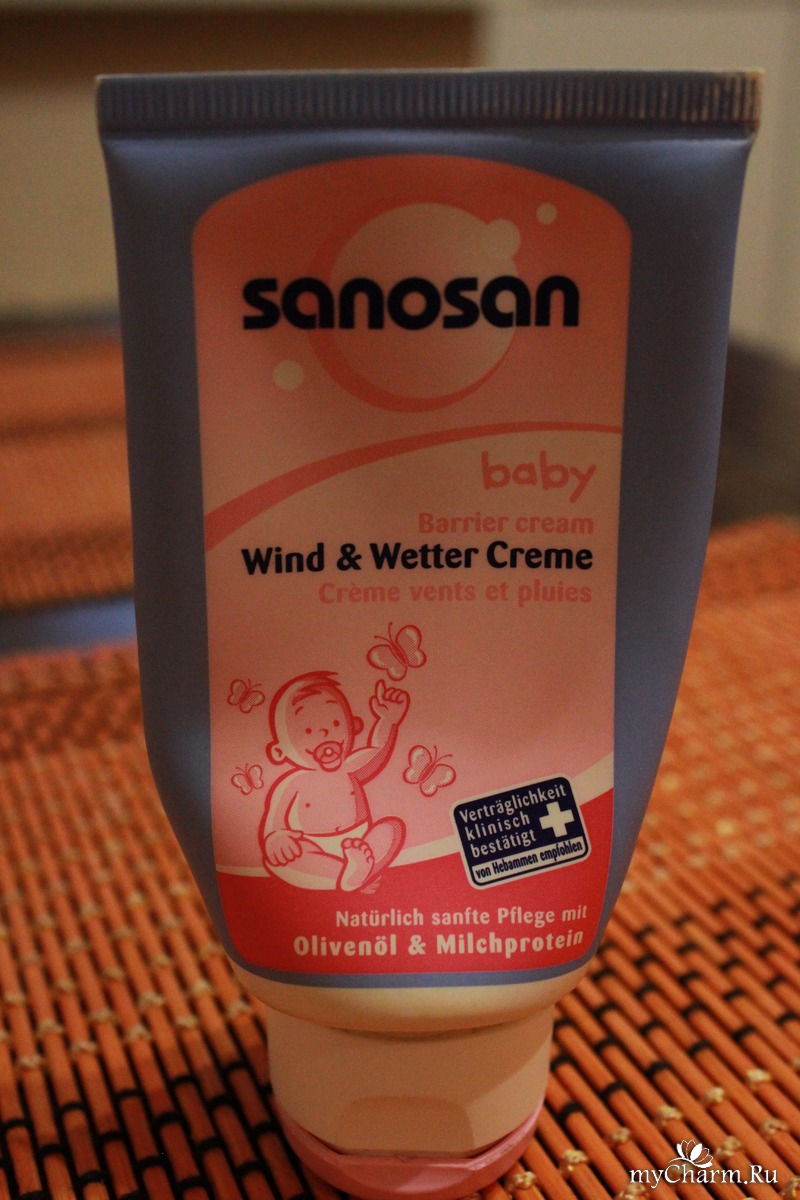 sanosan
baby
Barrier cream
Wind & Wetter Creme
Crème vents et pluies
Verträglichkeit
klinisch
bestätigt
von Hebammen empfohlen
Natürlich sanfte Pflege mit
Olivenöl & Milchprotein
myCharm.Ru